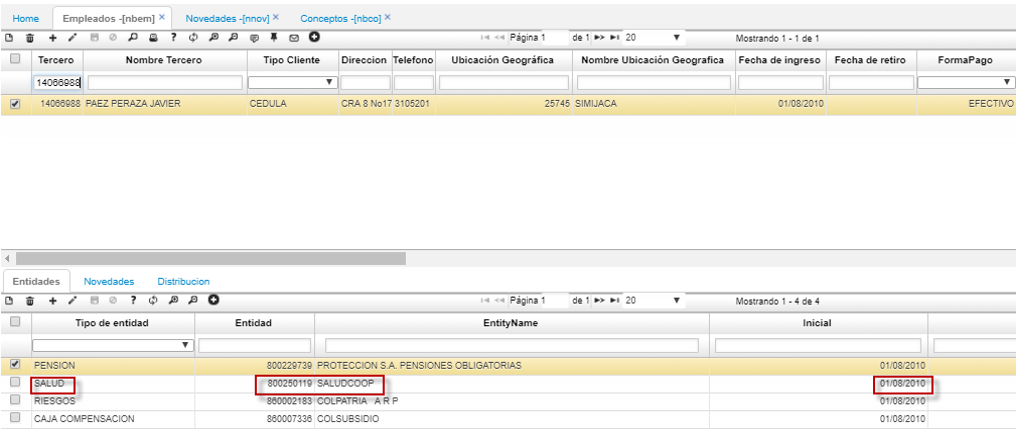 Home Empleados -[nbem] × Novedades -[nnov] × Conceptos -[nbco] ×
Página 1 de 1 20 Mostrando 1 - 1 de 1
Tercero Nombre Tercero Tipo Cliente Direccion Telefono Ubicación Geográfica Nombre Ubicación Geografica Fecha de ingreso Fecha de retiro FormaPago
14066988
14066988 PAEZ PERAZA JAVIER CEDULA CRA 8 No17 3105201 25745 SIMIJACA 01/08/2010 EFECTIVO
Entidades Novedades Distribucion
Página 1 de 1 20 Mostrando 1 - 4 de 4
Tipo de entidad Entidad EntityName Inicial
PENSION 800229739 PROTECCION S.A. PENSIONES OBLIGATORIAS 01/08/2010
SALUD 800250119 SALUDCOOP 01/08/2010
RIESGOS 860002183 COLPATRIA A R P 01/08/2010
CAJA COMPENSACION 860007336 COLSUBSIDIO 01/08/2010